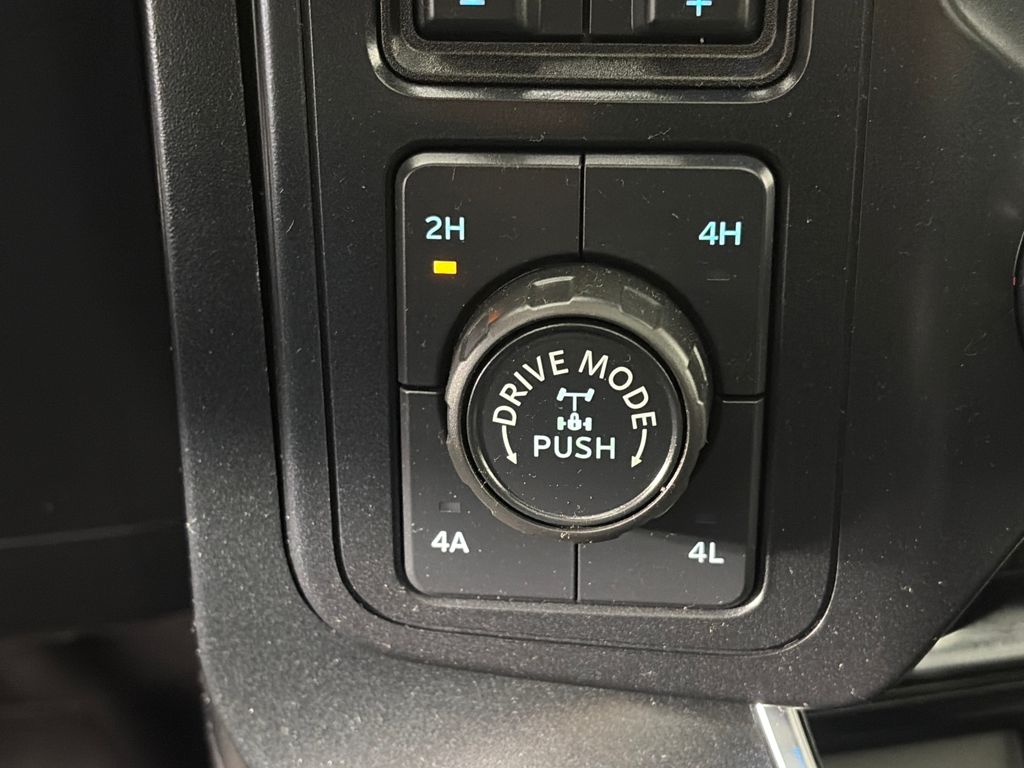 - +
2H 4H
DRIVE MODE
PUSH
4A 4L